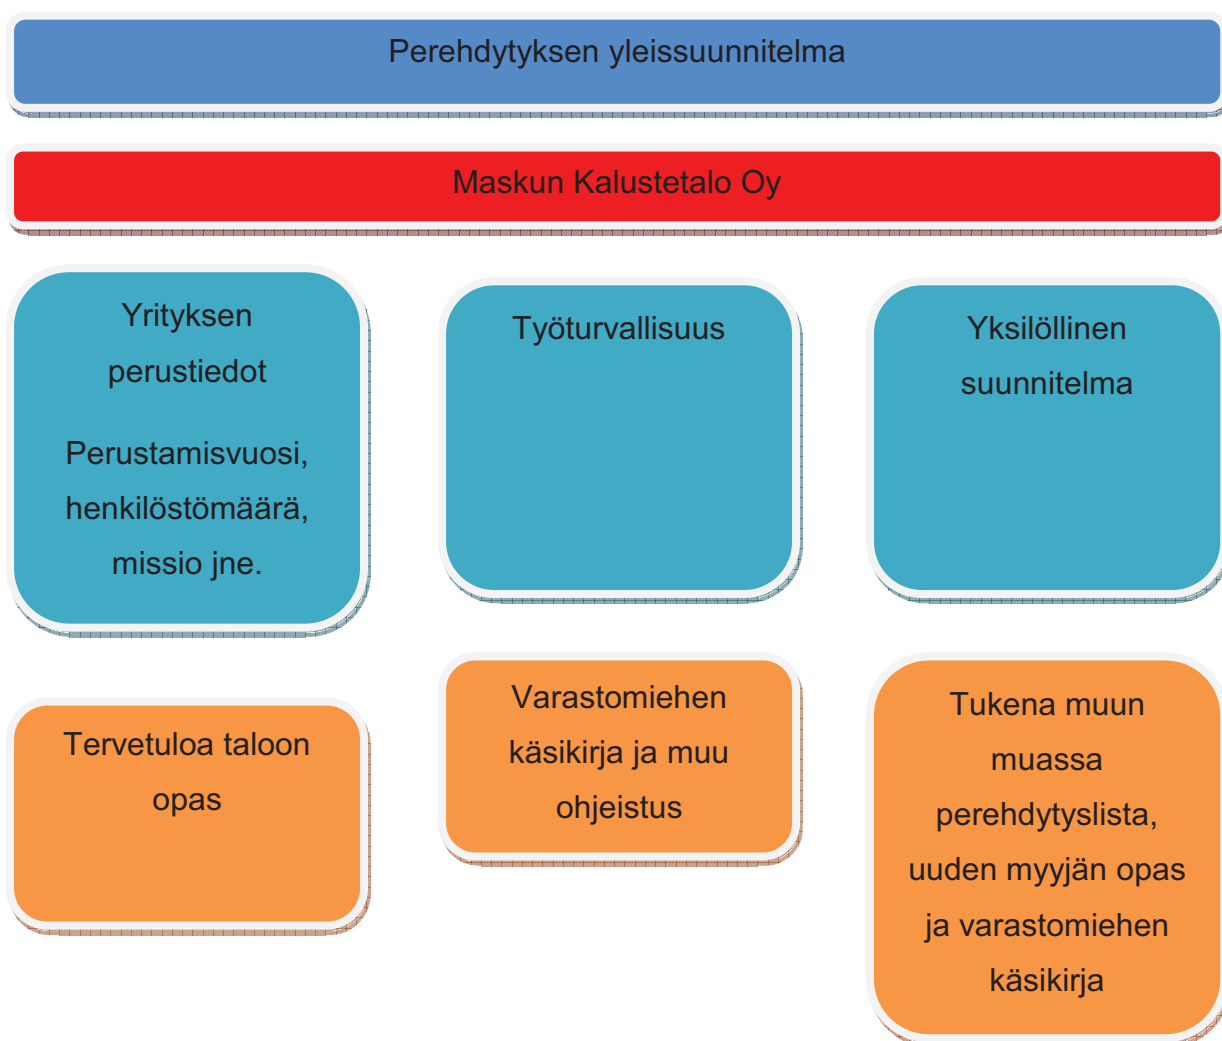 Perehdytyksen yleissuunnitelma
Maskun Kalustetalo Oy
Yrityksen
perustiedot
Perustamisvuosi,
henkilöstömäärä,
missio jne.
Työturvallisuus
Yksilöllinen
suunnitelma
Tervetuloa taloon
opas
Varastomiehen
käsikirja ja muu
ohjeistus
Tukena muun
muassa
perehdytyslista,
uuden myyjän opas
ja varastomiehen
käsikirja